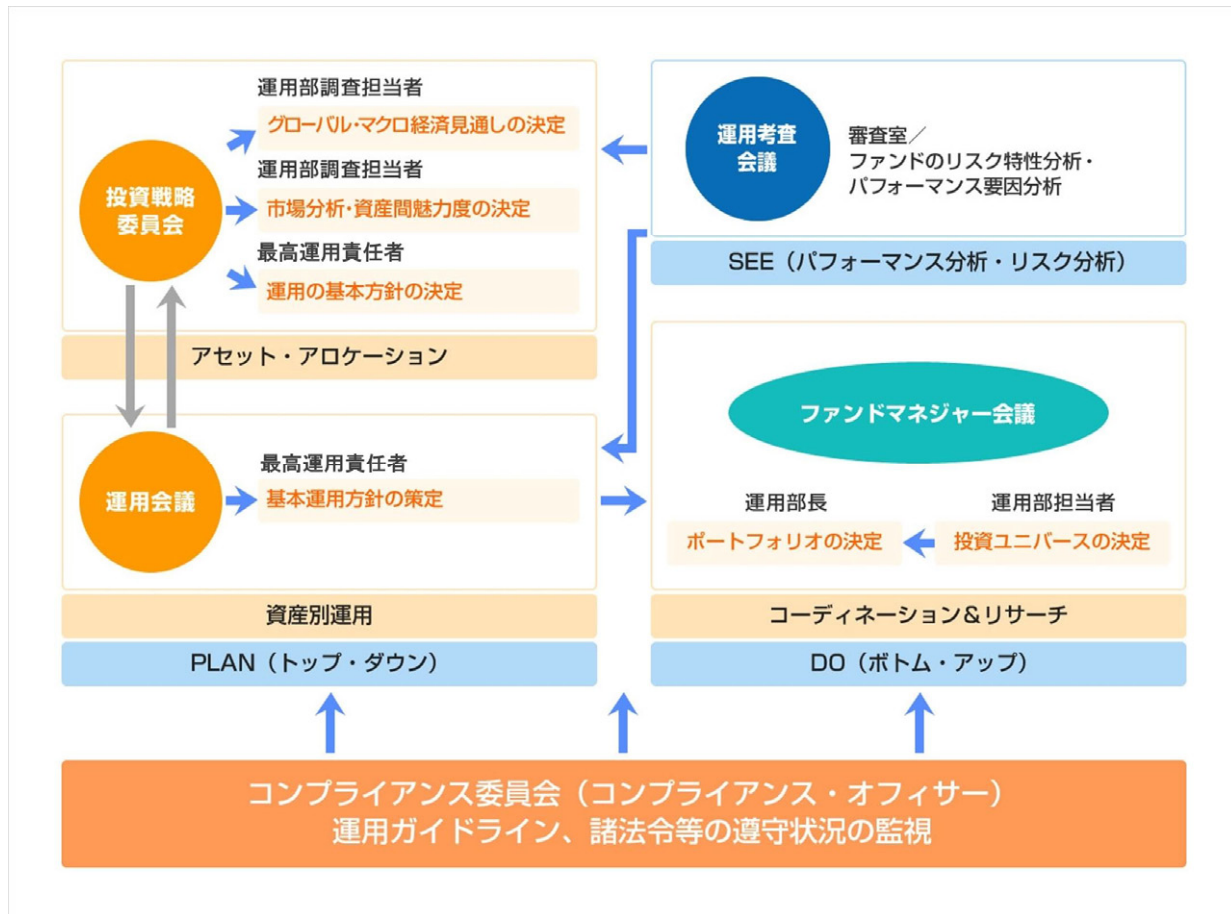 運用部調査担当者
グローバル・マクロ経済見通しの決定
投資戦略
委員会
運用部調査担当者
市場分析・資産間魅力度の決定
最高運用責任者
運用の基本方針の決定
アセット・アロケーション
運用考査
会議
審査室／
ファンドのリスク特性分析・
パフォーマンス要因分析
SEE（パフォーマンス分析・リスク分析）
運用会議
最高運用責任者
基本運用方針の策定
資産別運用
PLAN（トップ・ダウン）
ファンドマネジャー会議
運用部長
ポートフォリオの決定
運用部担当者
投資ユニバースの決定
コーディネーション＆リサーチ
DO（ボトム・アップ）
コンプライアンス委員会（コンプライアンス・オフィサー）
運用ガイドライン、諸法令等の遵守状況の監視